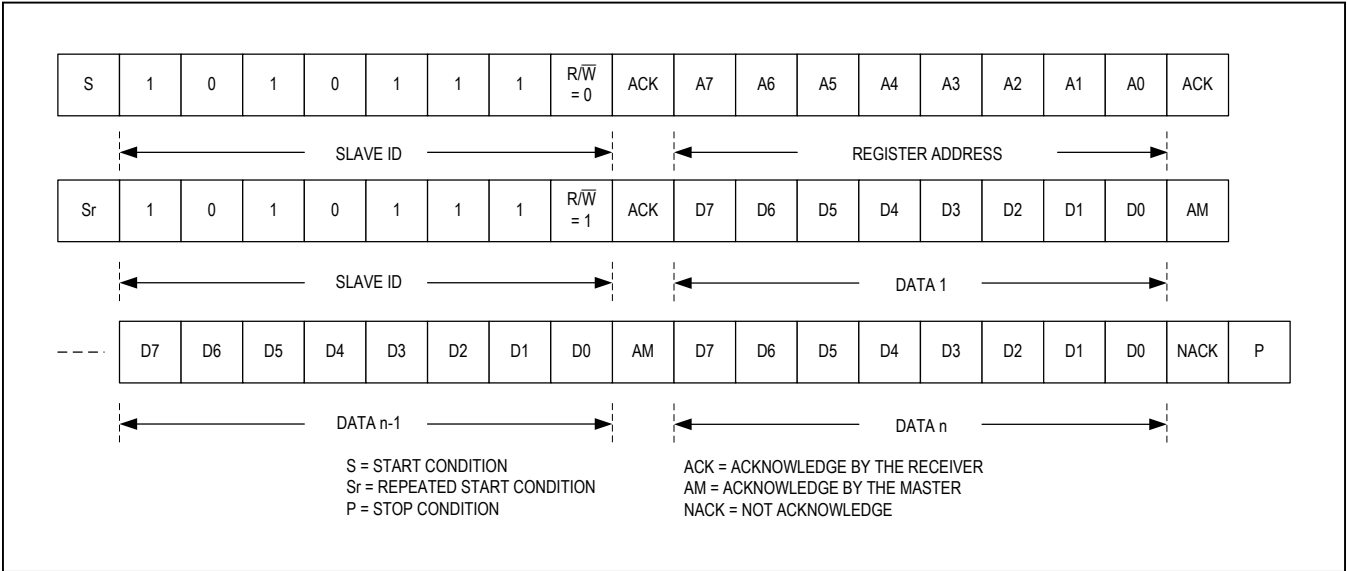 S 1 0 1 0 1 1 1 R/W̅ = 0 ACK A7 A6 A5 A4 A3 A2 A1 A0 ACK
SLAVE ID REGISTER ADDRESS
Sr 1 0 1 0 1 1 1 R/W̅ = 1 ACK D7 D6 D5 D4 D3 D2 D1 D0 AM
SLAVE ID DATA 1
D7 D6 D5 D4 D3 D2 D1 D0 AM D7 D6 D5 D4 D3 D2 D1 D0 NACK P
DATA n-1 DATA n
S = START CONDITION
Sr = REPEATED START CONDITION
P = STOP CONDITION
ACK = ACKNOWLEDGE BY THE RECEIVER
AM = ACKNOWLEDGE BY THE MASTER
NACK = NOT ACKNOWLEDGE